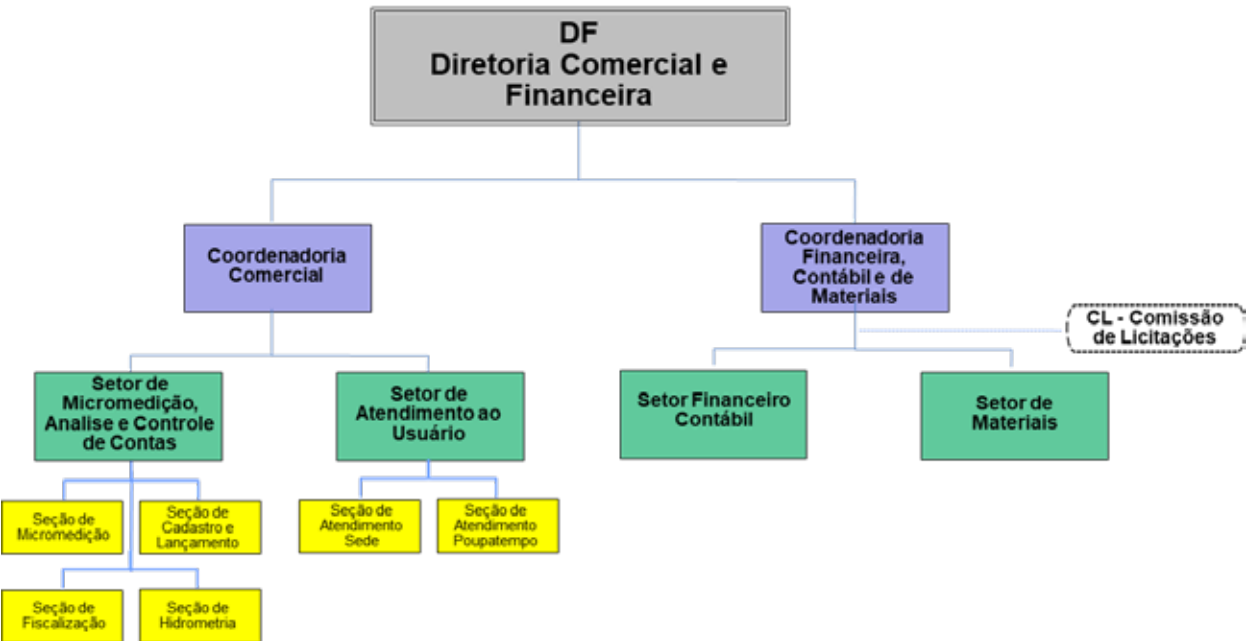 DF
Diretoria Comercial e
Financeira
Coordenadoria
Comercial
Coordenadoria
Financeira,
Contábil e de
Materiais
CL - Comissão
de Licitações
Setor de
Micromedição,
Analise e Controle
de Contas
Setor de
Atendimento ao
Usuário
Setor Financeiro
Contábil
Setor de
Materiais
Seção de
Micromedição
Seção de
Cadastro e
Lançamento
Seção de
Atendimento
Sede
Seção de
Atendimento
Poupatempo
Seção de
Fiscalização
Seção de
Hidrometria